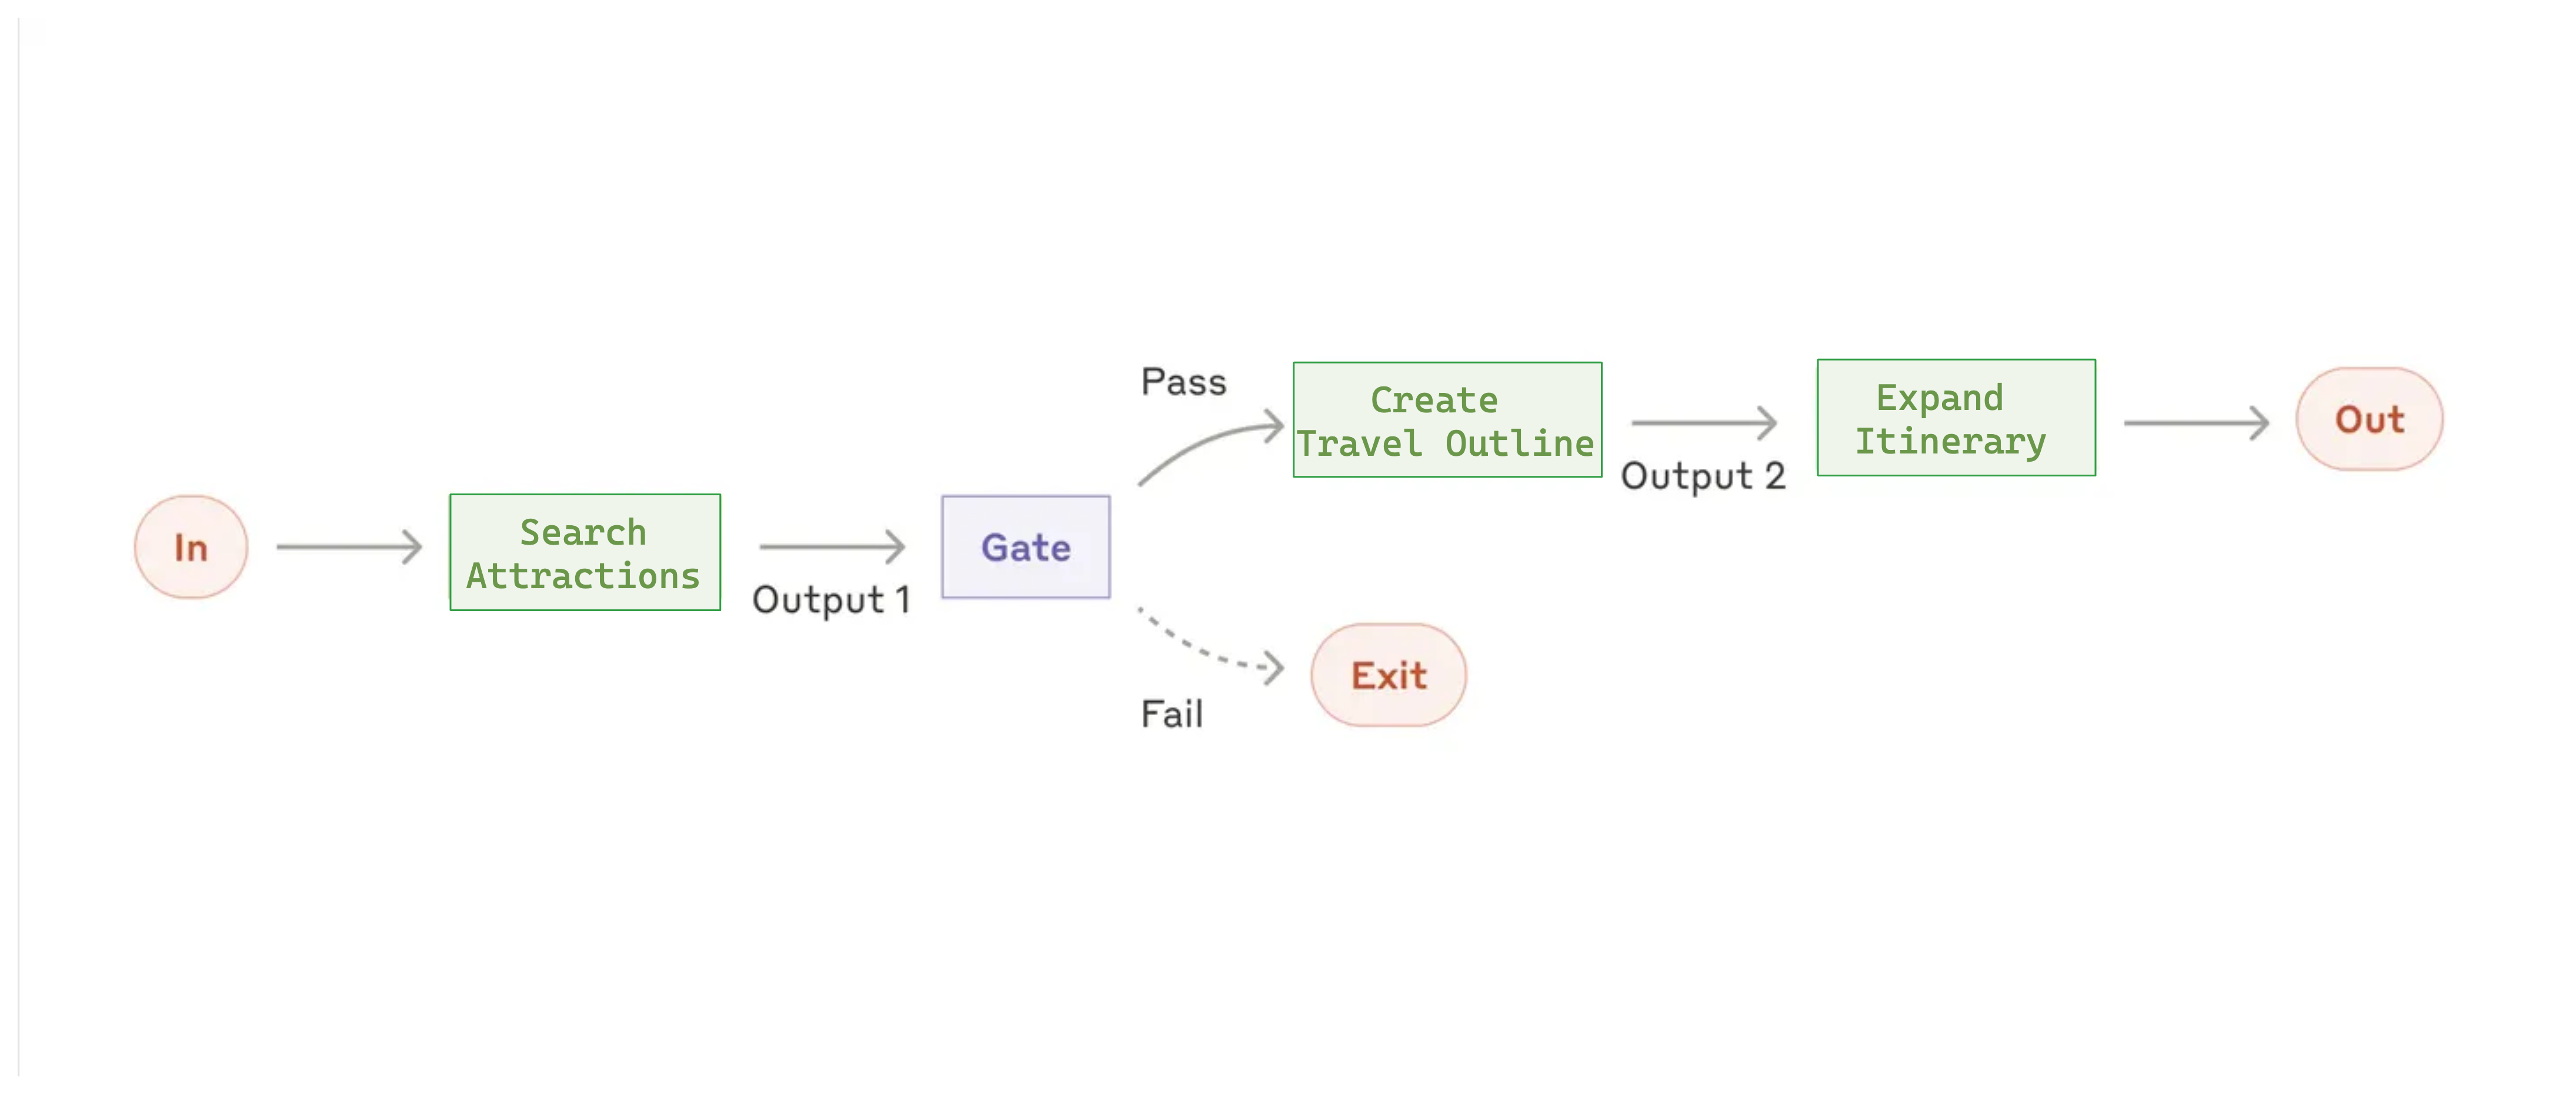 In
Search
Attractions
Output 1
Gate
Pass
Create
Travel Outline
Output 2
Expand
Itinerary
Out
Fail
Exit